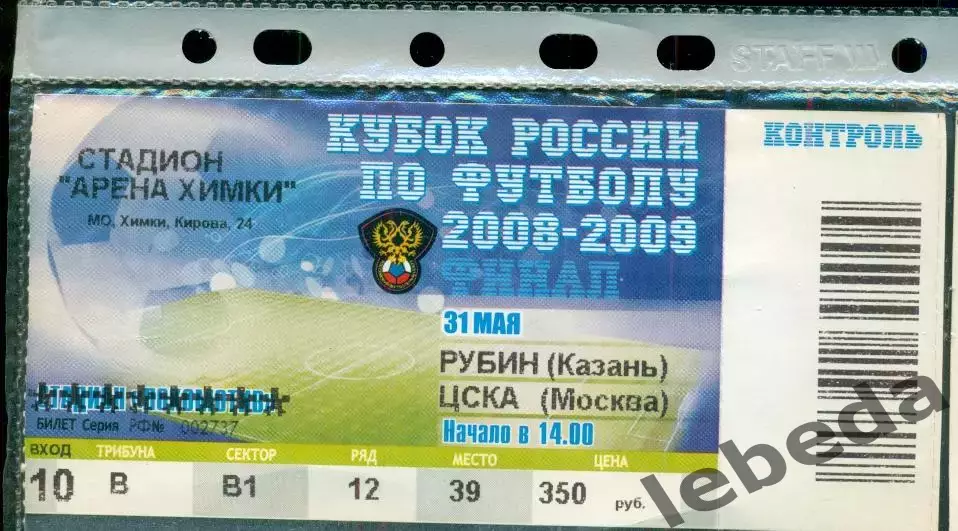 STAFF
КУБОК РОССИИ
ПО ФУТБОЛУ
2008-2009
ФИНАЛ
КОНТРОЛЬ
СТАДИОН
"АРЕНА ХИМКИ"
МО, Химки, Кирова, 24
31 МАЯ
РУБИН (Казань)
ЦСКА (Москва)
Начало в 14.00
БИЛЕТ Серия РФ№ 002737
ВХОД ТРИБУНА СЕКТОР РЯД МЕСТО ЦЕНА
10 B B1 12 39 350 руб.
lebeda